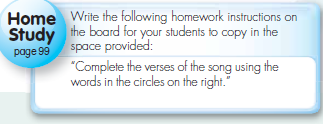 Home
Study
page 99
Write the following homework instructions on
the board for your students to copy in the
space provided:
“Complete the verses of the song using the
words in the circles on the right.”